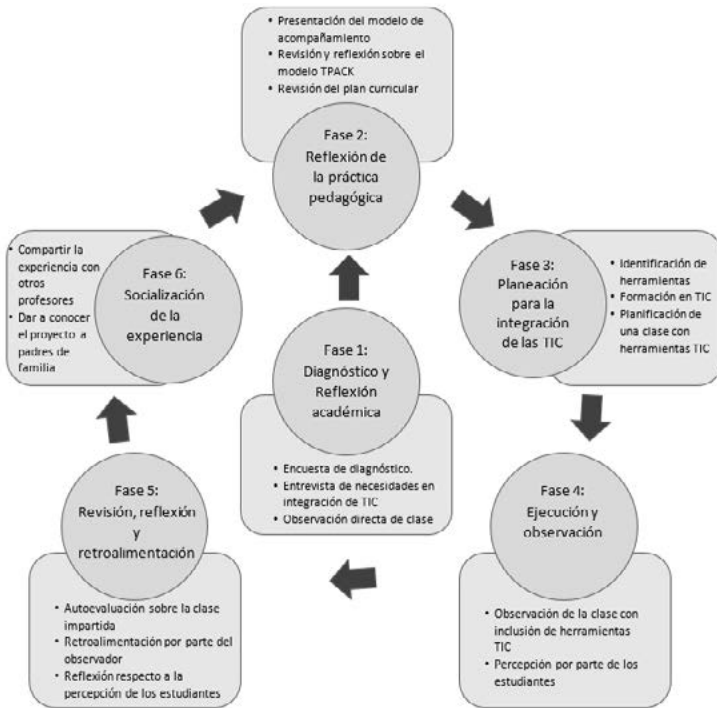 • Presentación del modelo de
acompañamiento
• Revisión y reflexión sobre el
modelo TPACK
• Revisión del plan curricular
Fase 2:
Reflexión de
la práctica
pedagógica
Fase 3:
Planeación
para la
integración
de las TIC
• Identificación de
herramientas
• Formación en TIC
• Planificación de
una clase con
herramientas TIC
• Compartir la
experiencia con
otros
profesores
• Dar a conocer
el proyecto a
padres de
familia
Fase 6:
Socialización
de la
experiencia
Fase 1:
Diagnóstico y
Reflexión
académica
• Encuesta de diagnóstico.
• Entrevista de necesidades en
integración de TIC
• Observación directa de clase
Fase 4:
Ejecución y
observación
• Observación de la clase con
inclusión de herramientas
TIC
• Percepción por parte de los
estudiantes
Fase 5:
Revisión, reflexión
y
retroalimentación
• Autoevaluación sobre la clase
impartida
• Retroalimentación por parte del
observador
• Reflexión respecto a la
percepción de los estudiantes